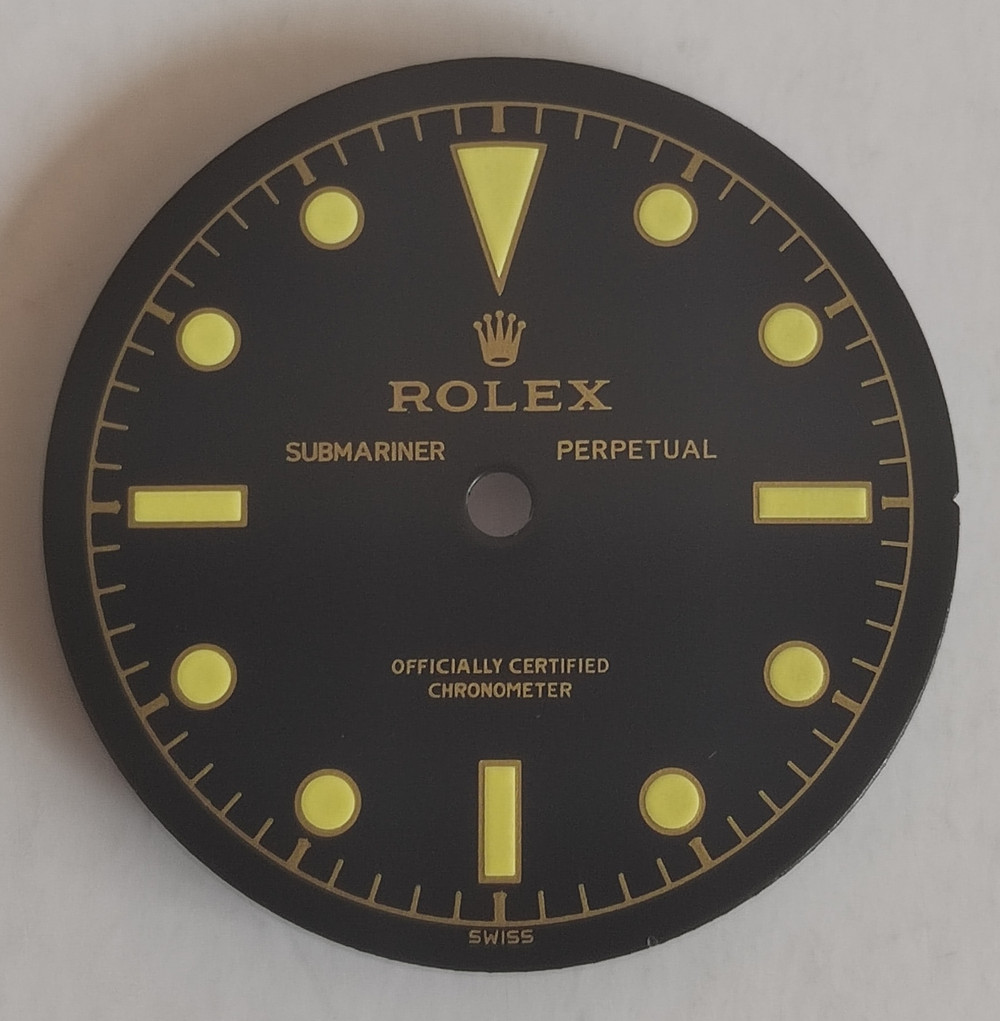 ROLEX
SUBMARINER PERPETUAL
OFFICIALLY CERTIFIED
CHRONOMETER
SWISS